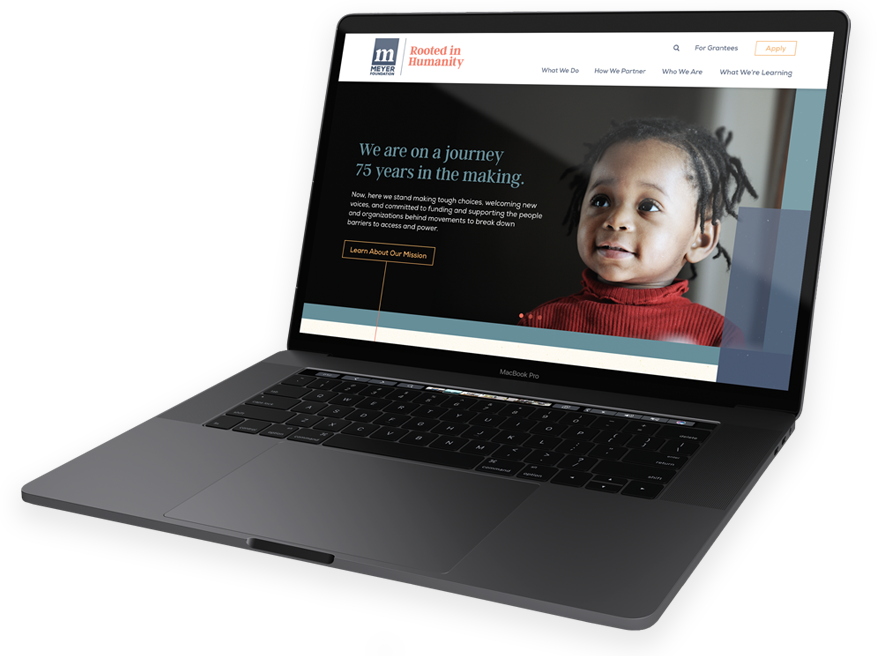 m
MEYER
FOUNDATION
Rooted in
Humanity
For Grantees
Apply
What We Do
How We Partner
Who We Are
What We're Learning
We are on a journey
75 years in the making.
Now, here we stand making tough choices, welcoming new
voices, and committed to funding and supporting the people
and organizations behind movements to break down
barriers to access and power.
Learn About Our Mission
MacBook Pro
command
option